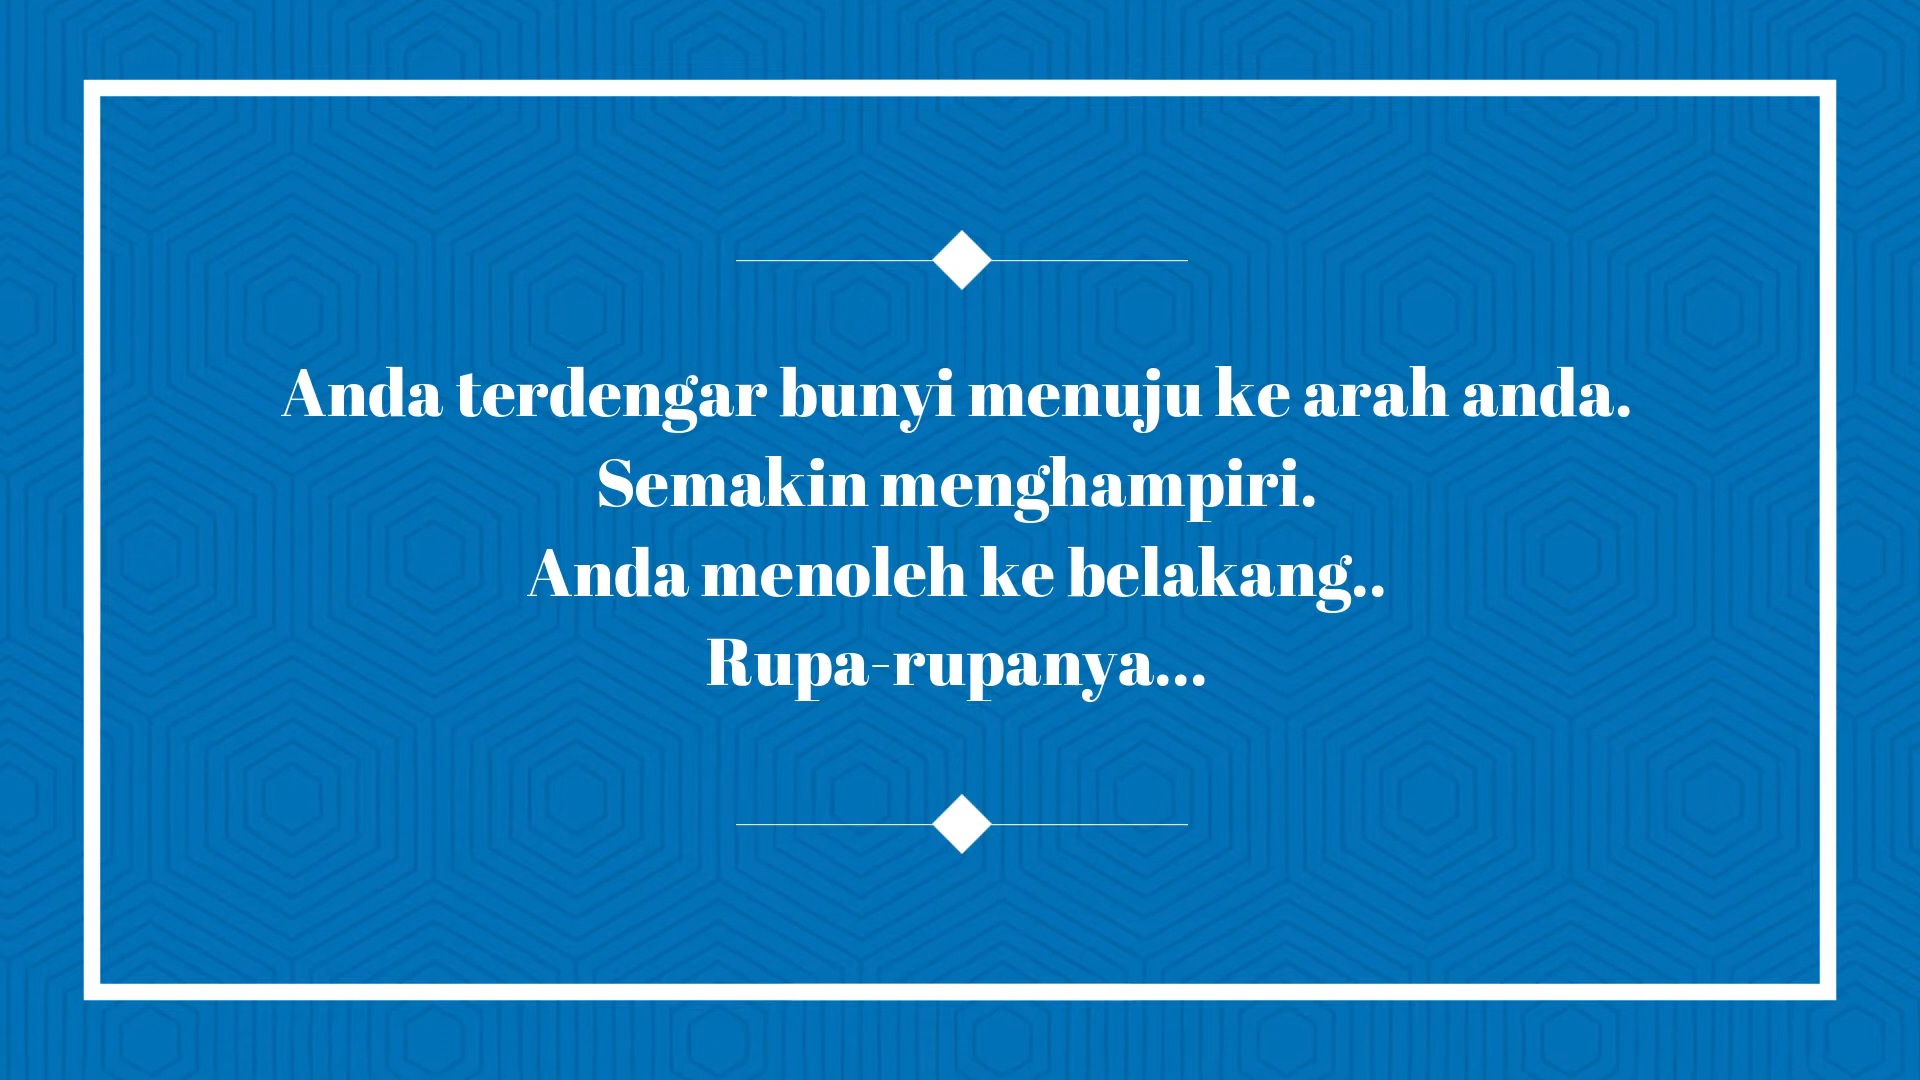 Anda terdengar bunyi menuju ke arah anda.
Semakin menghampiri.
Anda menoleh ke belakang..
Rupa-rupanya...